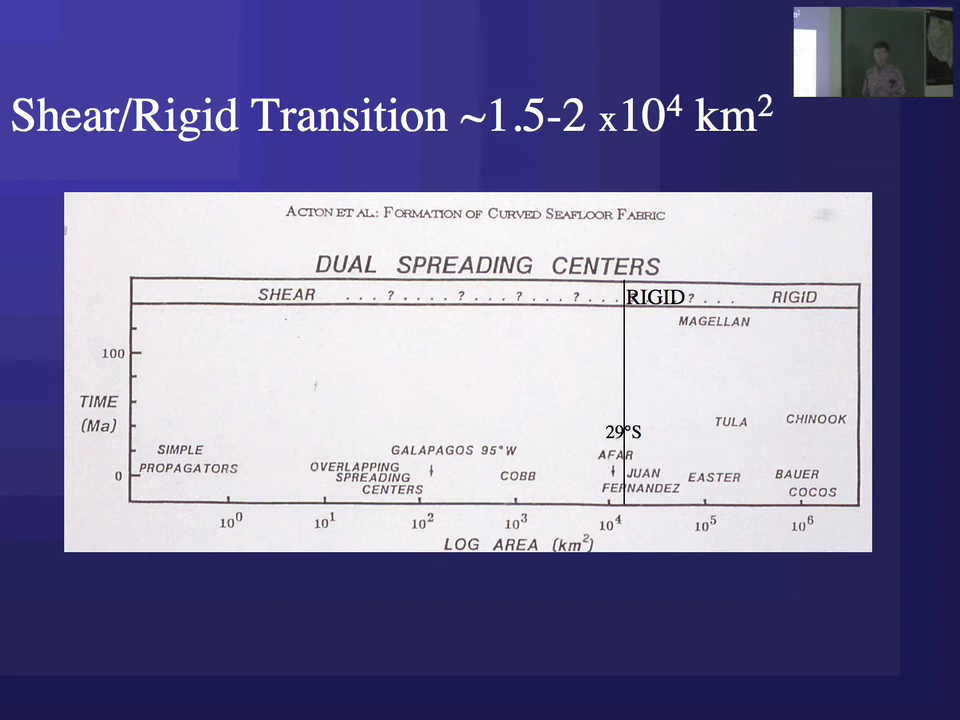 Shear/Rigid Transition ~1.5-2 x10⁴ km²
ACTON ET AL.: FORMATION OF CURVED SEAFLOOR FABRIC
DUAL SPREADING CENTERS
SHEAR . . . ? . . . . ? . . . ? . . . ? . . . RIGID ? . . . RIGID
MAGELLAN
100
TIME
(Ma)
TULA
CHINOOK
29°S
SIMPLE
PROPAGATORS
GALAPAGOS 95°W
AFAR
OVERLAPPING
SPREADING
CENTERS
COBB
JUAN
FERNANDEZ
EASTER
BAUER
COCOS
0
10⁰ 10¹ 10² 10³ 10⁴ 10⁵ 10⁶
LOG AREA (km²)